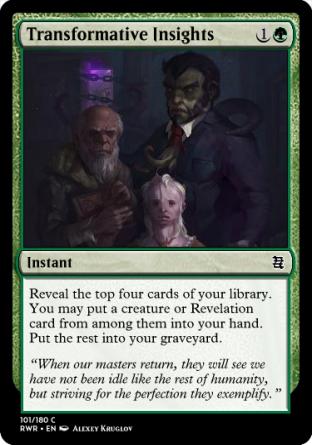 Transformative Insights 1
Instant
Reveal the top four cards of your library.
You may put a creature or Revelation
card from among them into your hand.
Put the rest into your graveyard.
“When our masters return, they will see we
have not been idle like the rest of humanity,
but striving for the perfection they exemplify.”
101/180 C
RWR • EN Alexey Kruglov